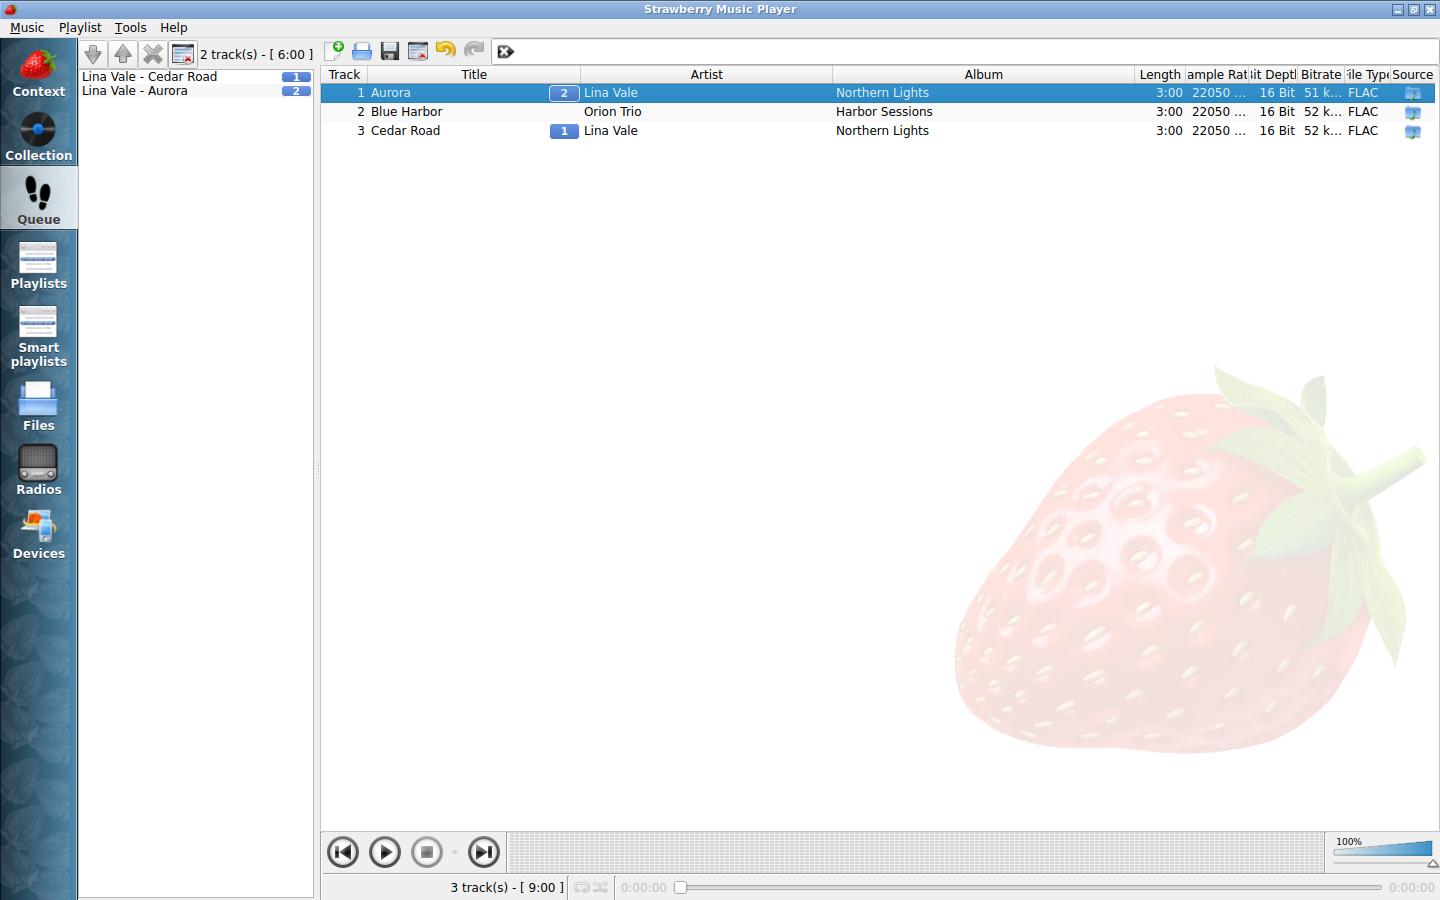 Strawberry Music Player
Music Playlist Tools Help
Context
Collection
Queue
Playlists
Smart
playlists
Files
Radios
Devices
2 track(s) - [ 6:00 ]
Lina Vale - Cedar Road 1
Lina Vale - Aurora 2
Track Title Artist Album Length ample Rat it Deptl Bitrate ile Type Source
1 Aurora 2 Lina Vale Northern Lights 3:00 22050 ... 16 Bit 51 k... FLAC
2 Blue Harbor Orion Trio Harbor Sessions 3:00 22050 ... 16 Bit 52 k... FLAC
3 Cedar Road 1 Lina Vale Northern Lights 3:00 22050 ... 16 Bit 52 k... FLAC
100%
3 track(s) - [ 9:00 ] 0:00:00 0:00:00